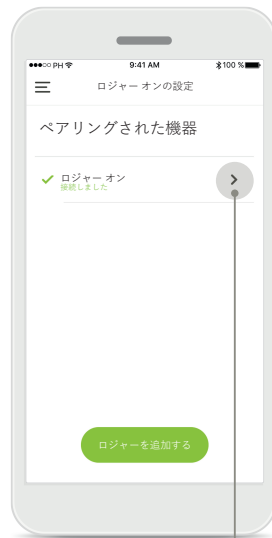 PH 9:41 AM 100 %
ロジャー オンの設定
ペアリングされた機器
ロジャー オン
接続しました
ロジャーを追加する